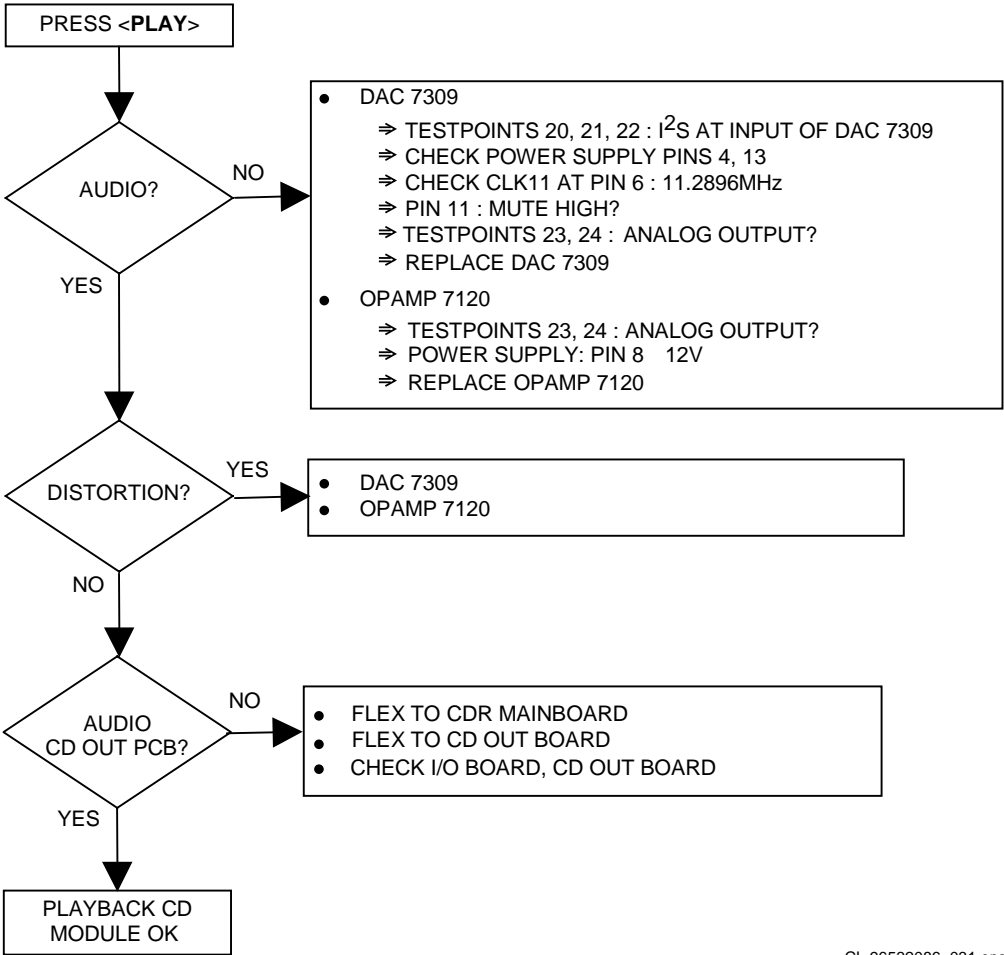 PRESS <PLAY>
AUDIO?
NO
YES
● DAC 7309
⇒ TESTPOINTS 20, 21, 22 : I²S AT INPUT OF DAC 7309
⇒ CHECK POWER SUPPLY PINS 4, 13
⇒ CHECK CLK11 AT PIN 6 : 11.2896MHz
⇒ PIN 11 : MUTE HIGH?
⇒ TESTPOINTS 23, 24 : ANALOG OUTPUT?
⇒ REPLACE DAC 7309
● OPAMP 7120
⇒ TESTPOINTS 23, 24 : ANALOG OUTPUT?
⇒ POWER SUPPLY: PIN 8 12V
⇒ REPLACE OPAMP 7120
DISTORTION?
YES
NO
● DAC 7309
● OPAMP 7120
AUDIO
CD OUT PCB?
NO
YES
● FLEX TO CDR MAINBOARD
● FLEX TO CD OUT BOARD
● CHECK I/O BOARD, CD OUT BOARD
PLAYBACK CD
MODULE OK